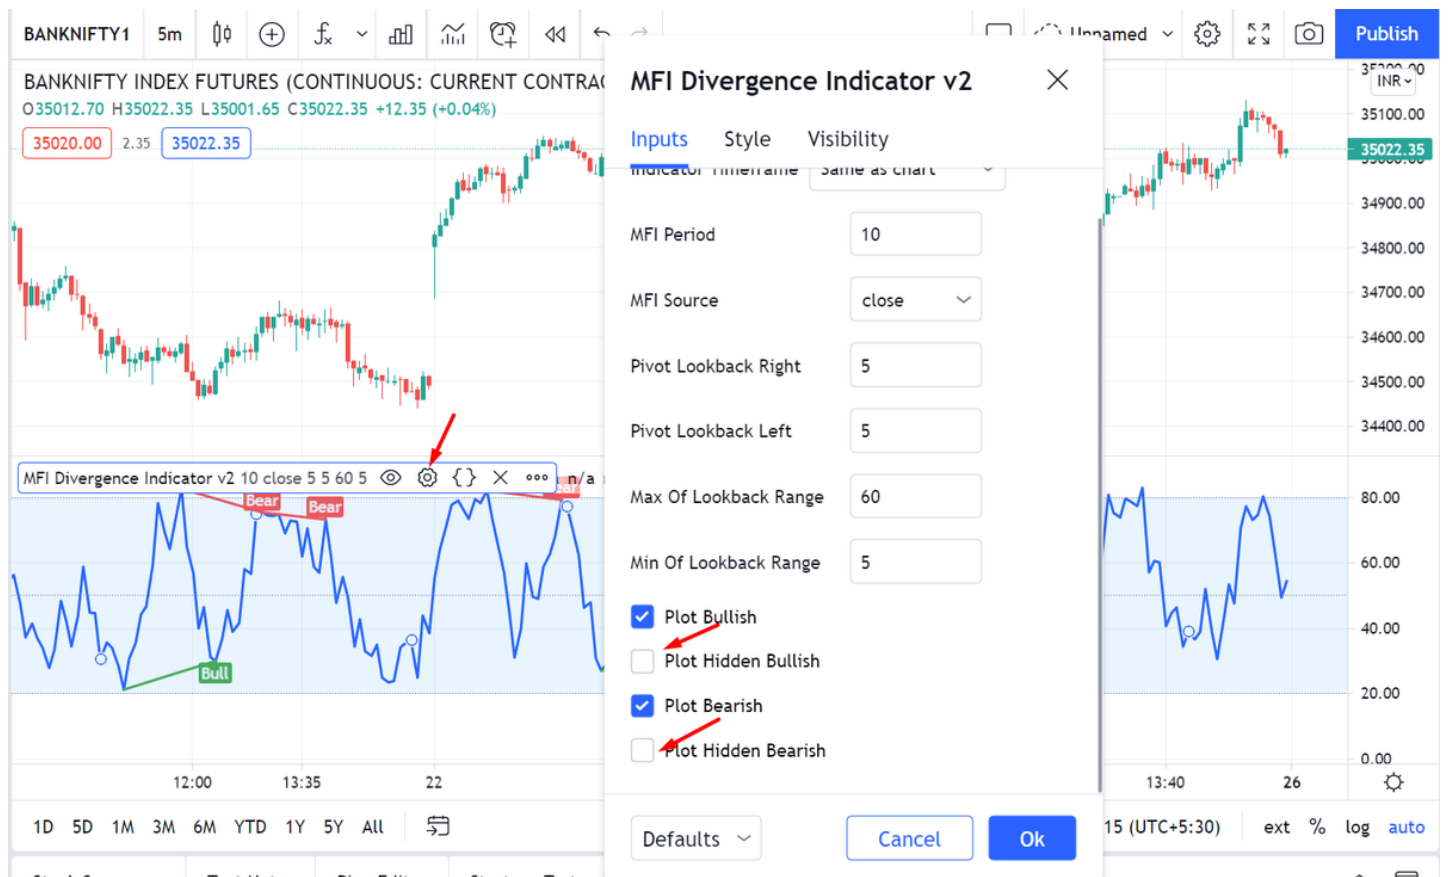 BANKNIFTY1 5m Unnamed Publish
BANKNIFTY INDEX FUTURES (CONTINUOUS: CURRENT CONTRAC
O35012.70 H35022.35 L35001.65 C35022.35 +12.35 (+0.04%)
35020.00 2.35 35022.35
MFI Divergence Indicator v2
Inputs Style Visibility
Indicator Timeframe Same as chart
MFI Period 10
MFI Source close
Pivot Lookback Right 5
Pivot Lookback Left 5
Max Of Lookback Range 60
Min Of Lookback Range 5
Plot Bullish
Plot Hidden Bullish
Plot Bearish
Plot Hidden Bearish
Defaults Cancel Ok
INR
35100.00
35022.35
34900.00
34800.00
34700.00
34600.00
34500.00
34400.00
MFI Divergence Indicator v2 10 close 5 5 60 5 n/a
Bear
Bear
Bull
80.00
60.00
40.00
20.00
0.00
12:00 13:35 22 13:40 26
1D 5D 1M 3M 6M YTD 1Y 5Y All
15 (UTC+5:30) ext % log auto